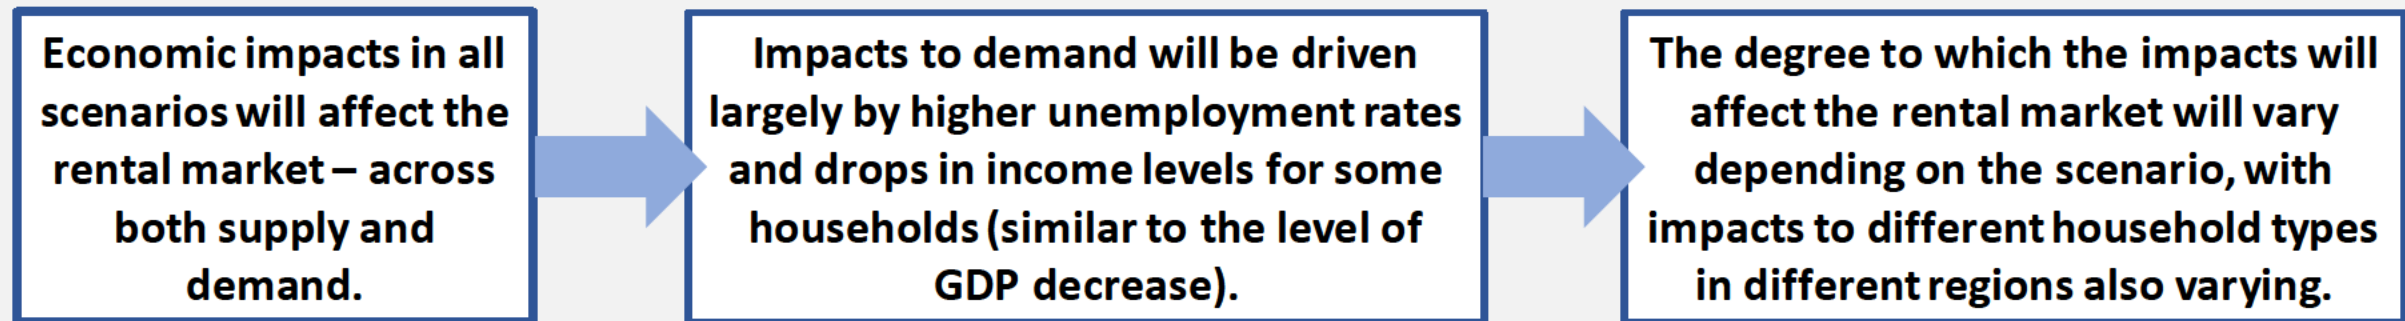 Economic impacts in all
scenarios will affect the
rental market – across
both supply and
demand.
Impacts to demand will be driven
largely by higher unemployment rates
and drops in income levels for some
households (similar to the level of
GDP decrease).
The degree to which the impacts will
affect the rental market will vary
depending on the scenario, with
impacts to different household types
in different regions also varying.